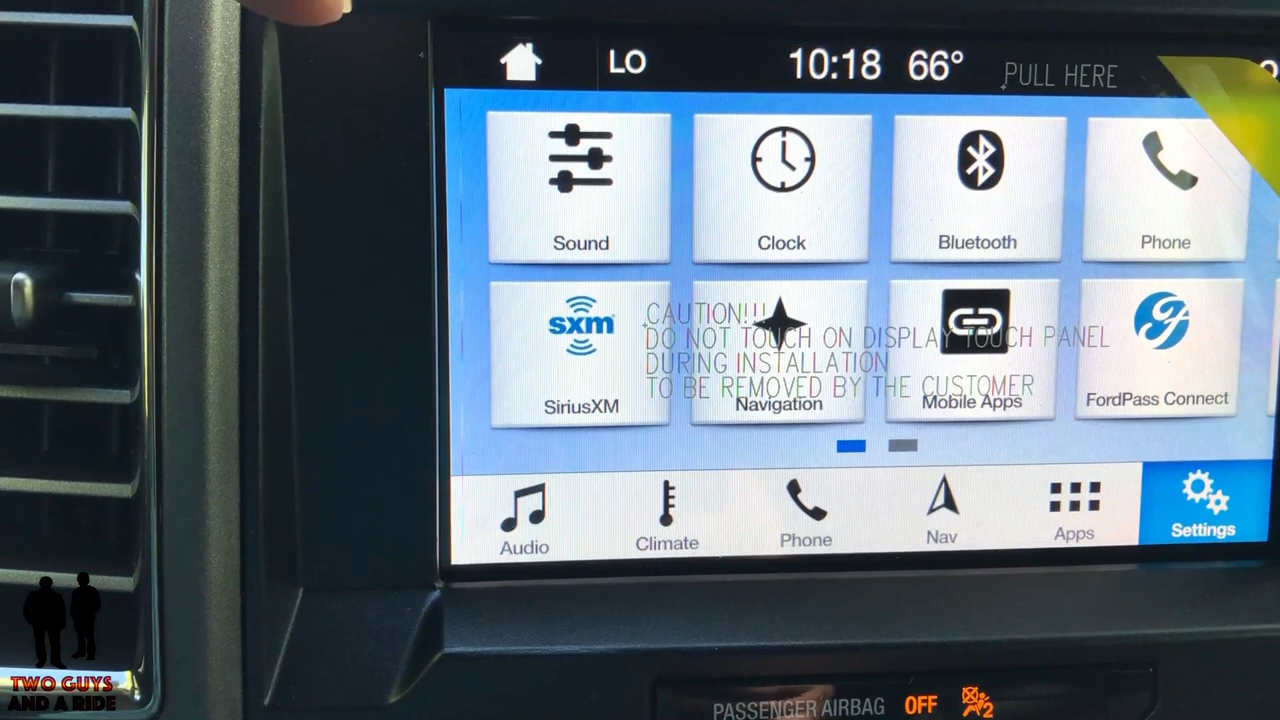 LO
10:18 66°
PULL HERE
Sound
Clock
Bluetooth
Phone
CAUTION!!!
DO NOT TOUCH ON DISPLAY TOUCH PANEL
DURING INSTALLATION
TO BE REMOVED BY THE CUSTOMER
sxm
SiriusXM
Navigation
Mobile Apps
FordPass Connect
Audio
Climate
Phone
Nav
Apps
Settings
PASSENGER AIRBAG OFF
2
TWO GUYS
AND A RIDE